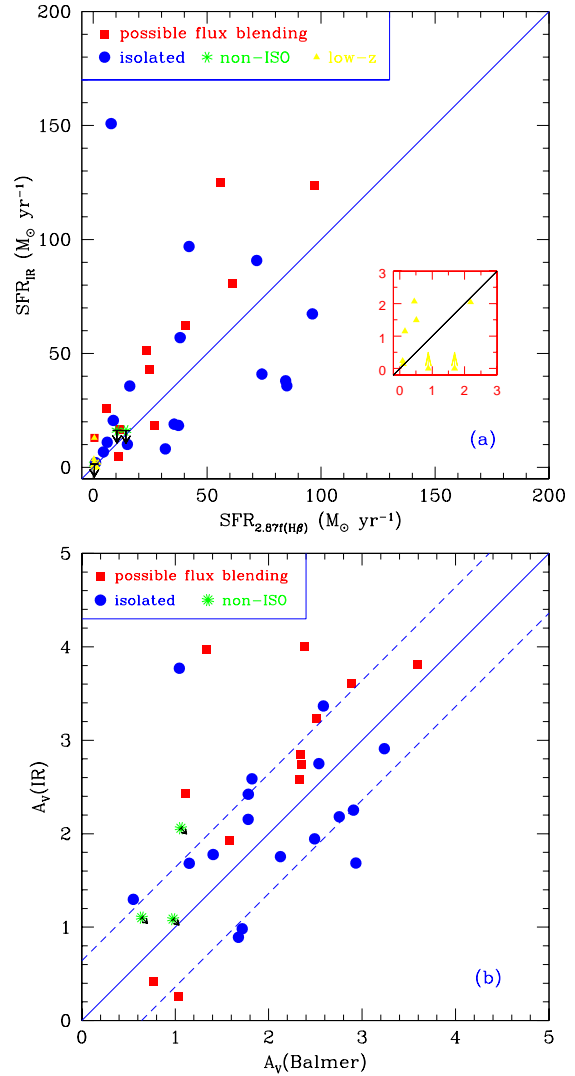 200
possible flux blending
isolated non-ISO low-z
150
SFR_IR (M⊙ yr⁻¹)
100
3
2
1
0
0 1 2 3
50
(a)
0
0 50 100 150 200
SFR_2.87f(Hβ) (M⊙ yr⁻¹)
5
possible flux blending
isolated non-ISO
4
3
A_V(IR)
2
1
(b)
0
0 1 2 3 4 5
A_V(Balmer)